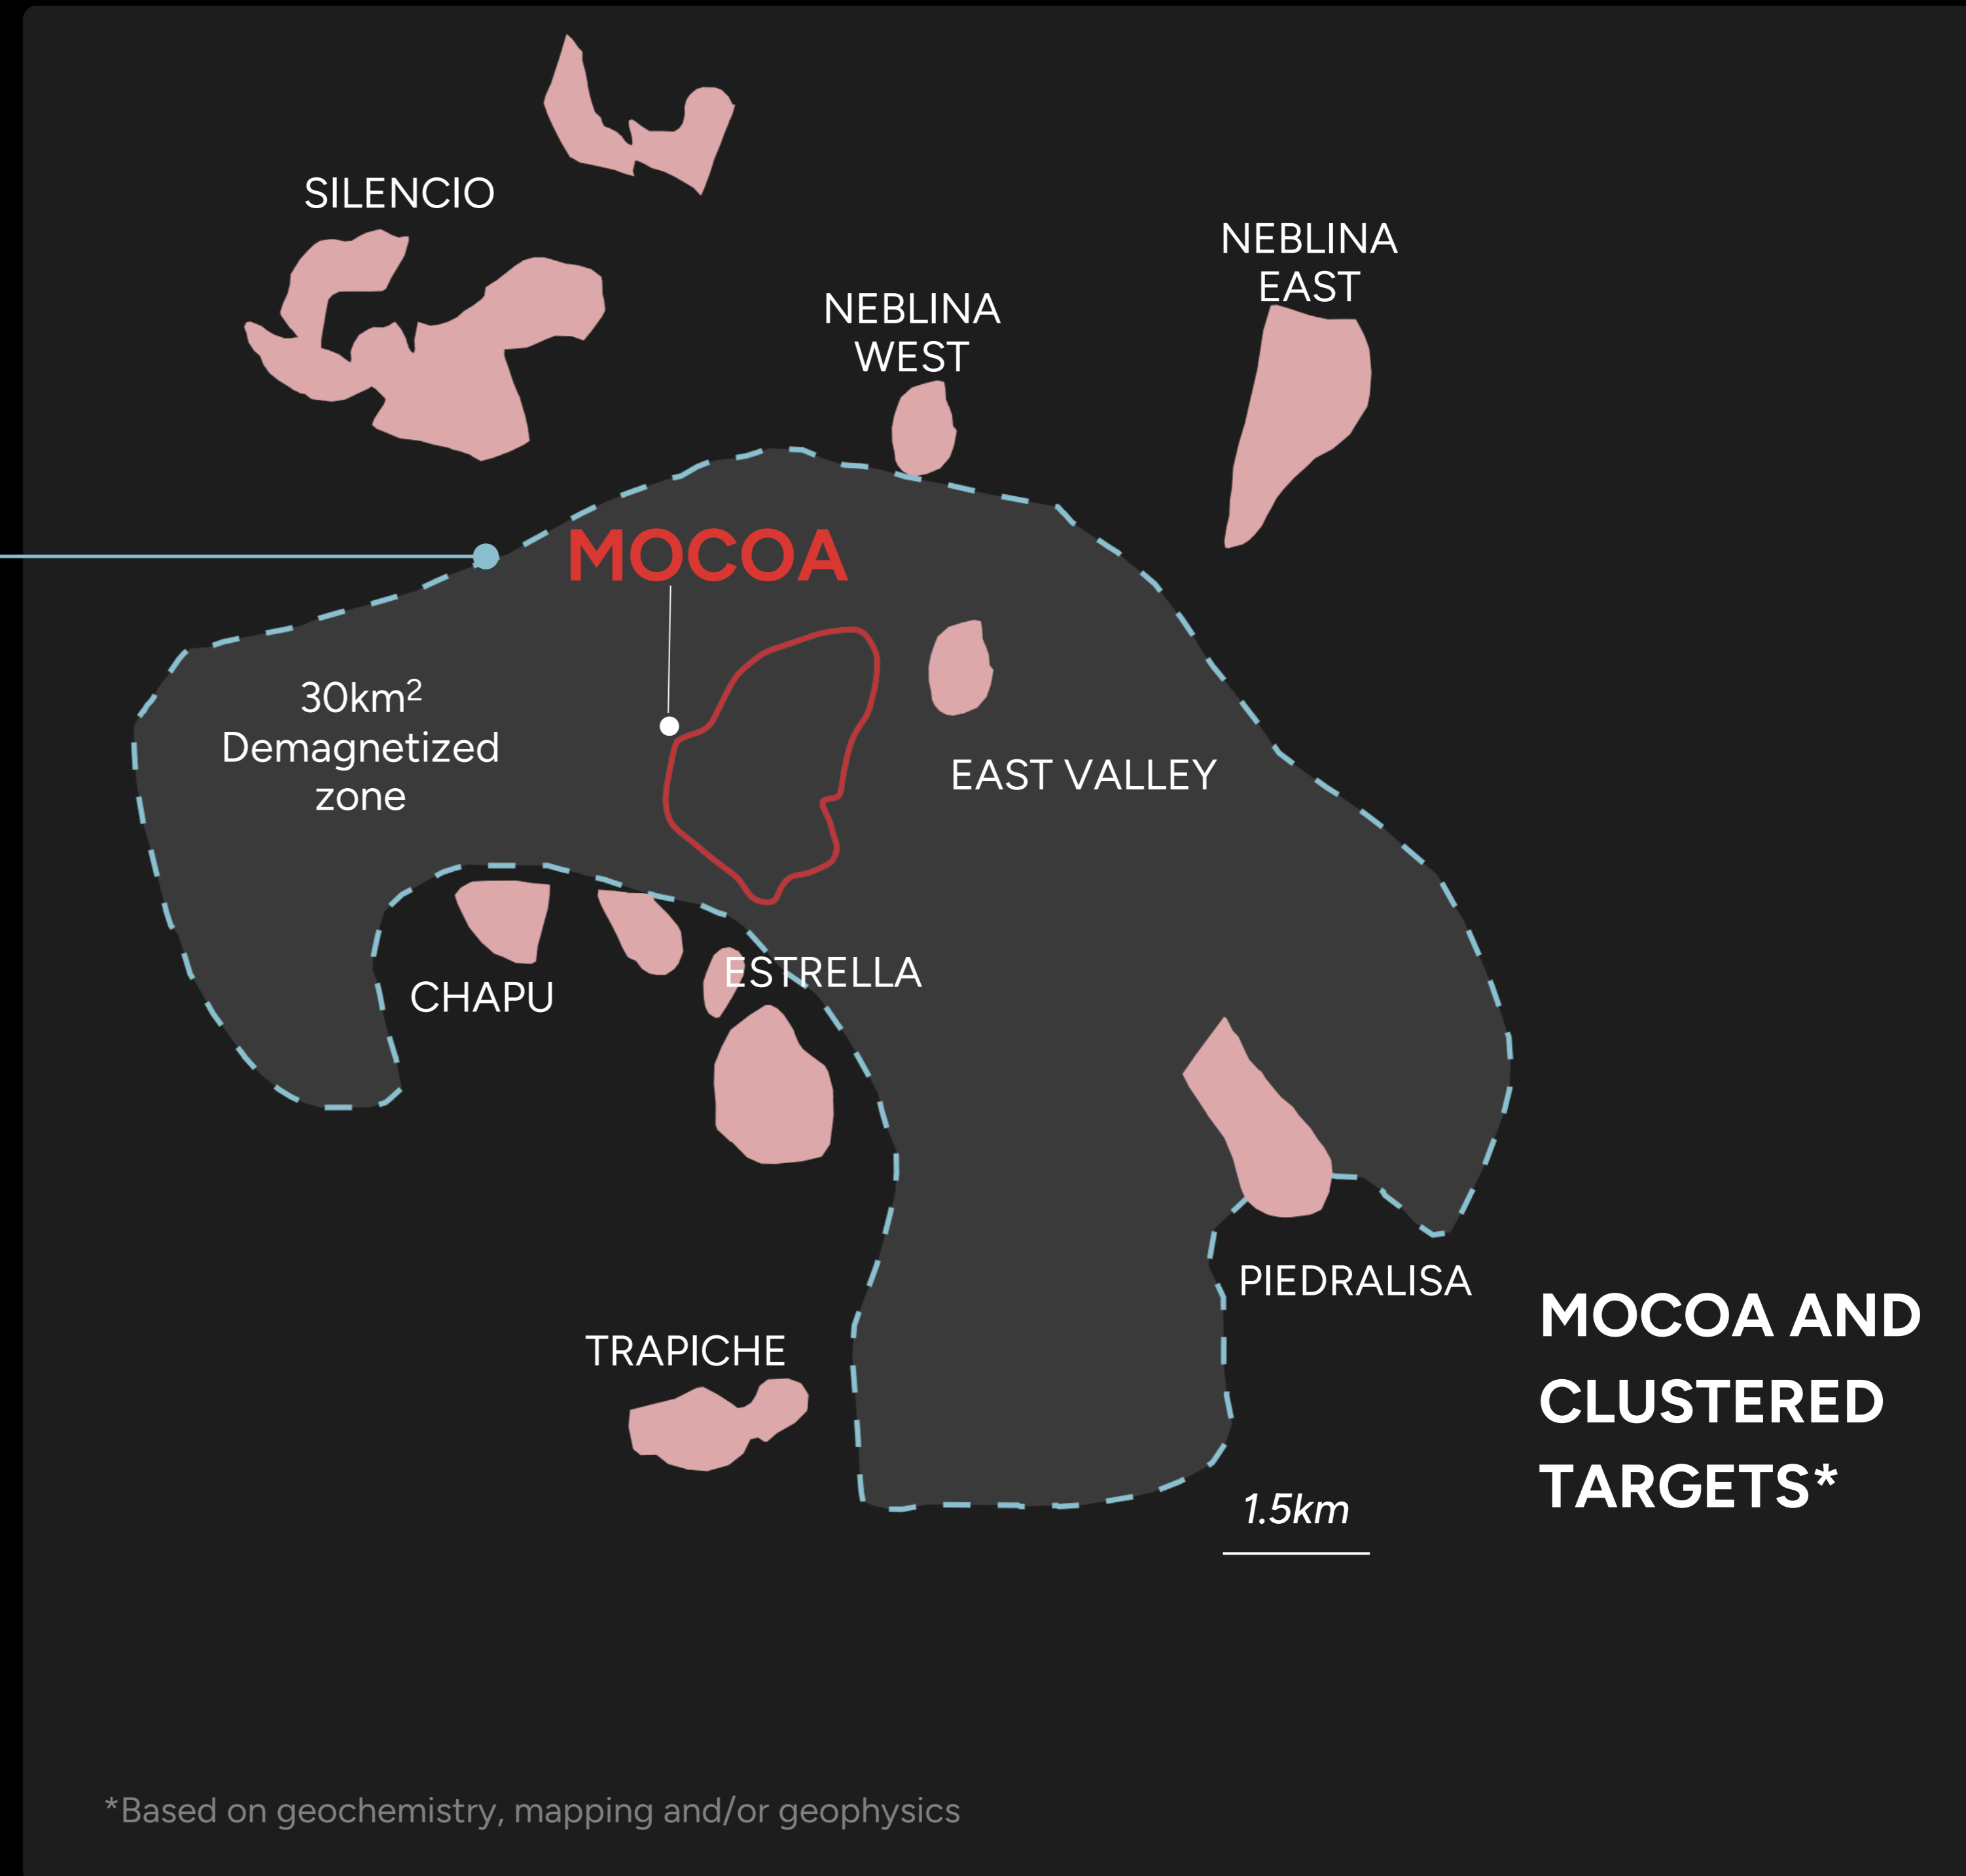 SILENCIO
NEBLINA
EAST
NEBLINA
WEST
MOCOA
30km²
Demagnetized
zone
EAST VALLEY
ESTRELLA
CHAPU
PIEDRALISA
TRAPICHE
MOCOA AND
CLUSTERED
TARGETS*
1.5km
*Based on geochemistry, mapping and/or geophysics